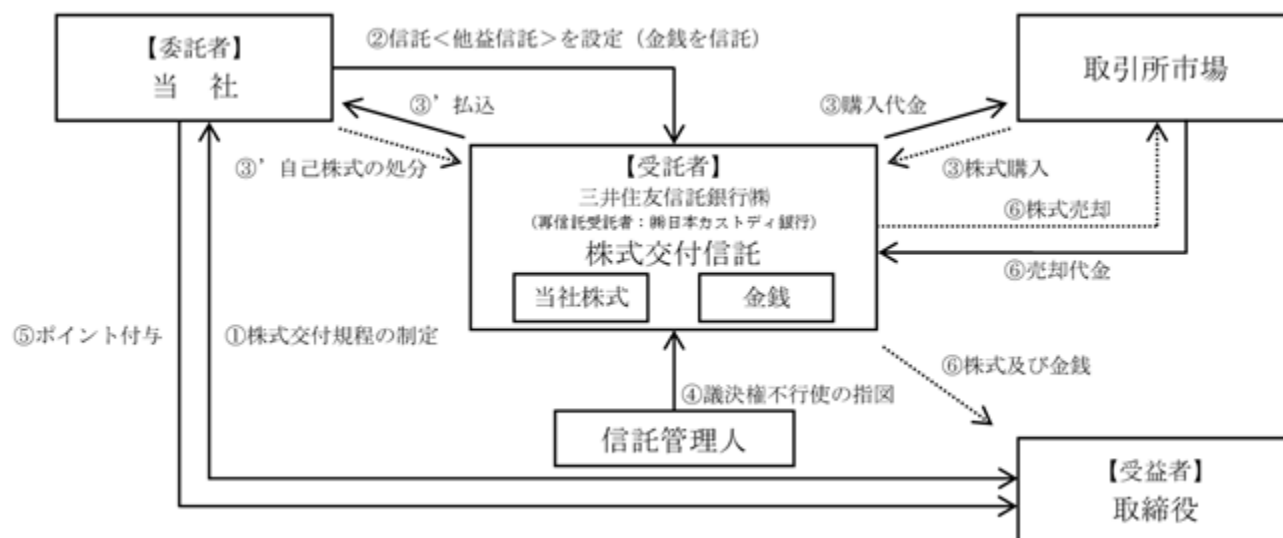 【委託者】
当　社
②信託＜他益信託＞を設定（金銭を信託）
取引所市場
③’払込
③購入代金
③’自己株式の処分
【受託者】
三井住友信託銀行㈱
（再信託受託者：㈱日本カストディ銀行）
株式交付信託
当社株式
金銭
③株式購入
⑥株式売却
⑥売却代金
⑤ポイント付与
①株式交付規程の制定
⑥株式及び金銭
④議決権不行使の指図
信託管理人
【受益者】
取締役